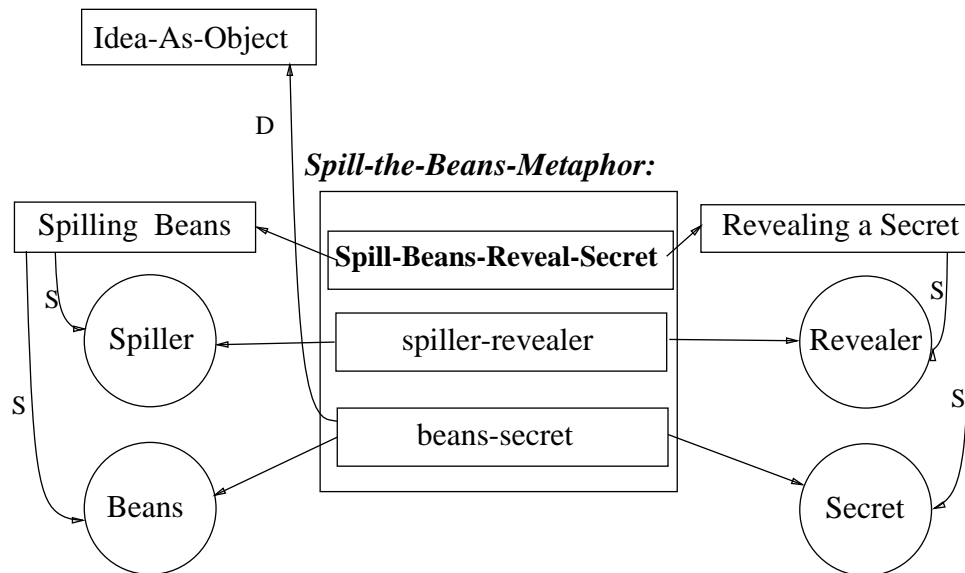 Idea-As-Object
D
Spill-the-Beans-Metaphor:
Spilling Beans
Revealing a Secret
Spill-Beans-Reveal-Secret
S
S
Spiller
spiller-revealer
Revealer
S
S
beans-secret
Beans
Secret